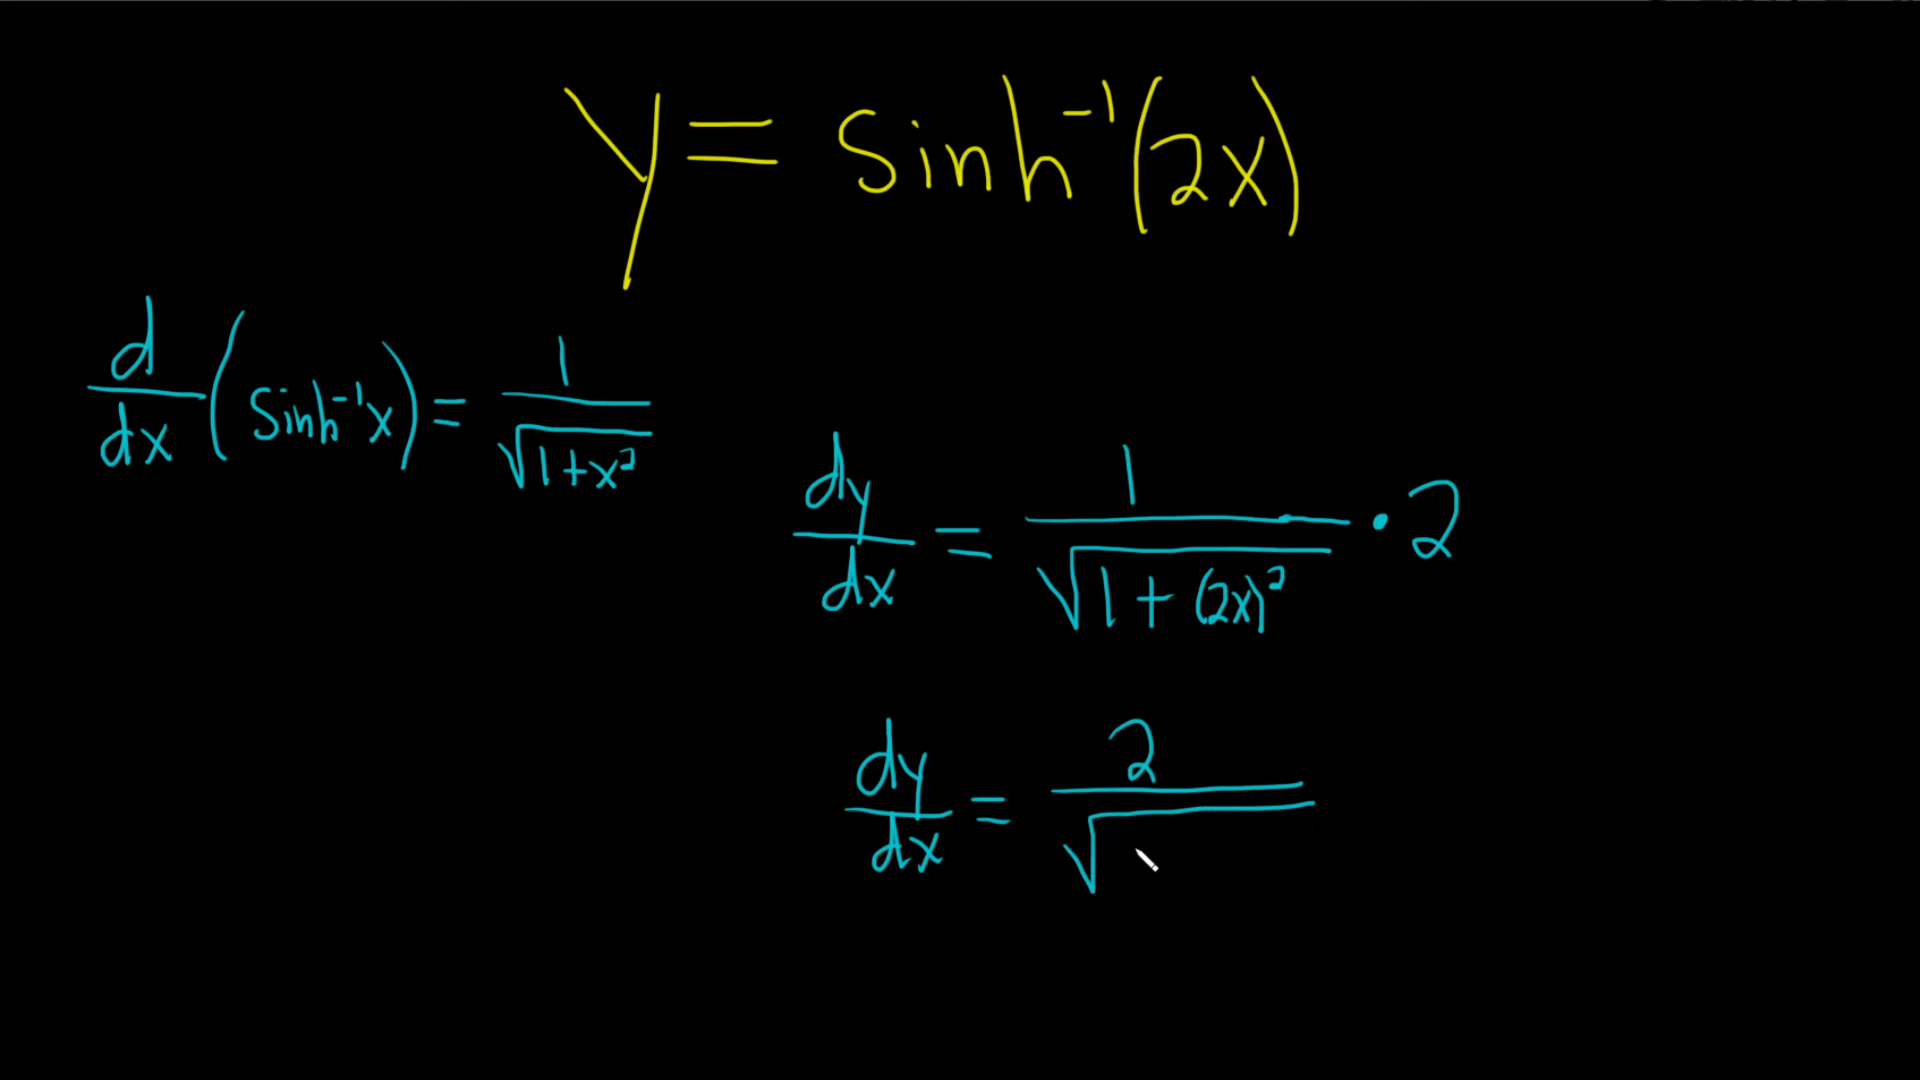 y = Sinh⁻¹(2x)
d/dx (Sinh⁻¹x) = 1/√(1+x²)
dy/dx = 1/√(1+(2x)²) · 2
dy/dx = 2/√